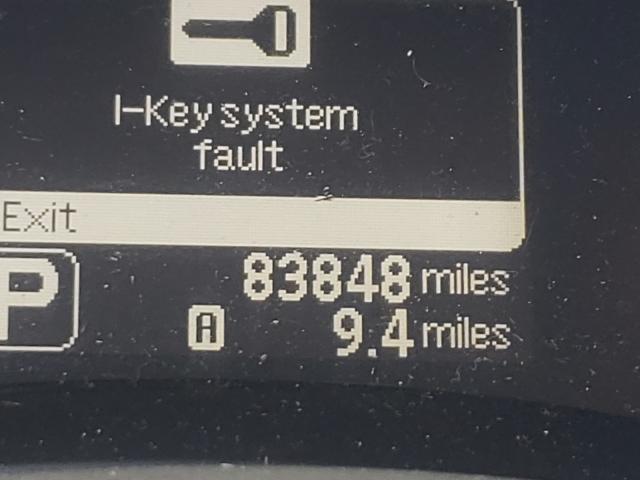 I-Key system
fault
Exit
P
83848 miles
A 9.4 miles